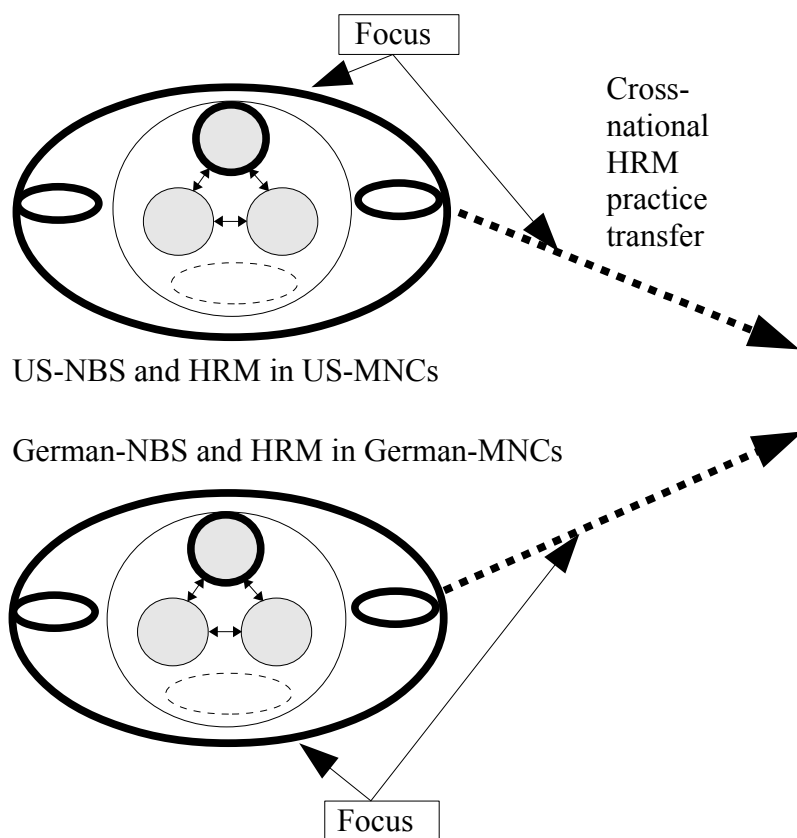 Focus
Cross-
national
HRM
practice
transfer
US-NBS and HRM in US-MNCs
German-NBS and HRM in German-MNCs
Focus